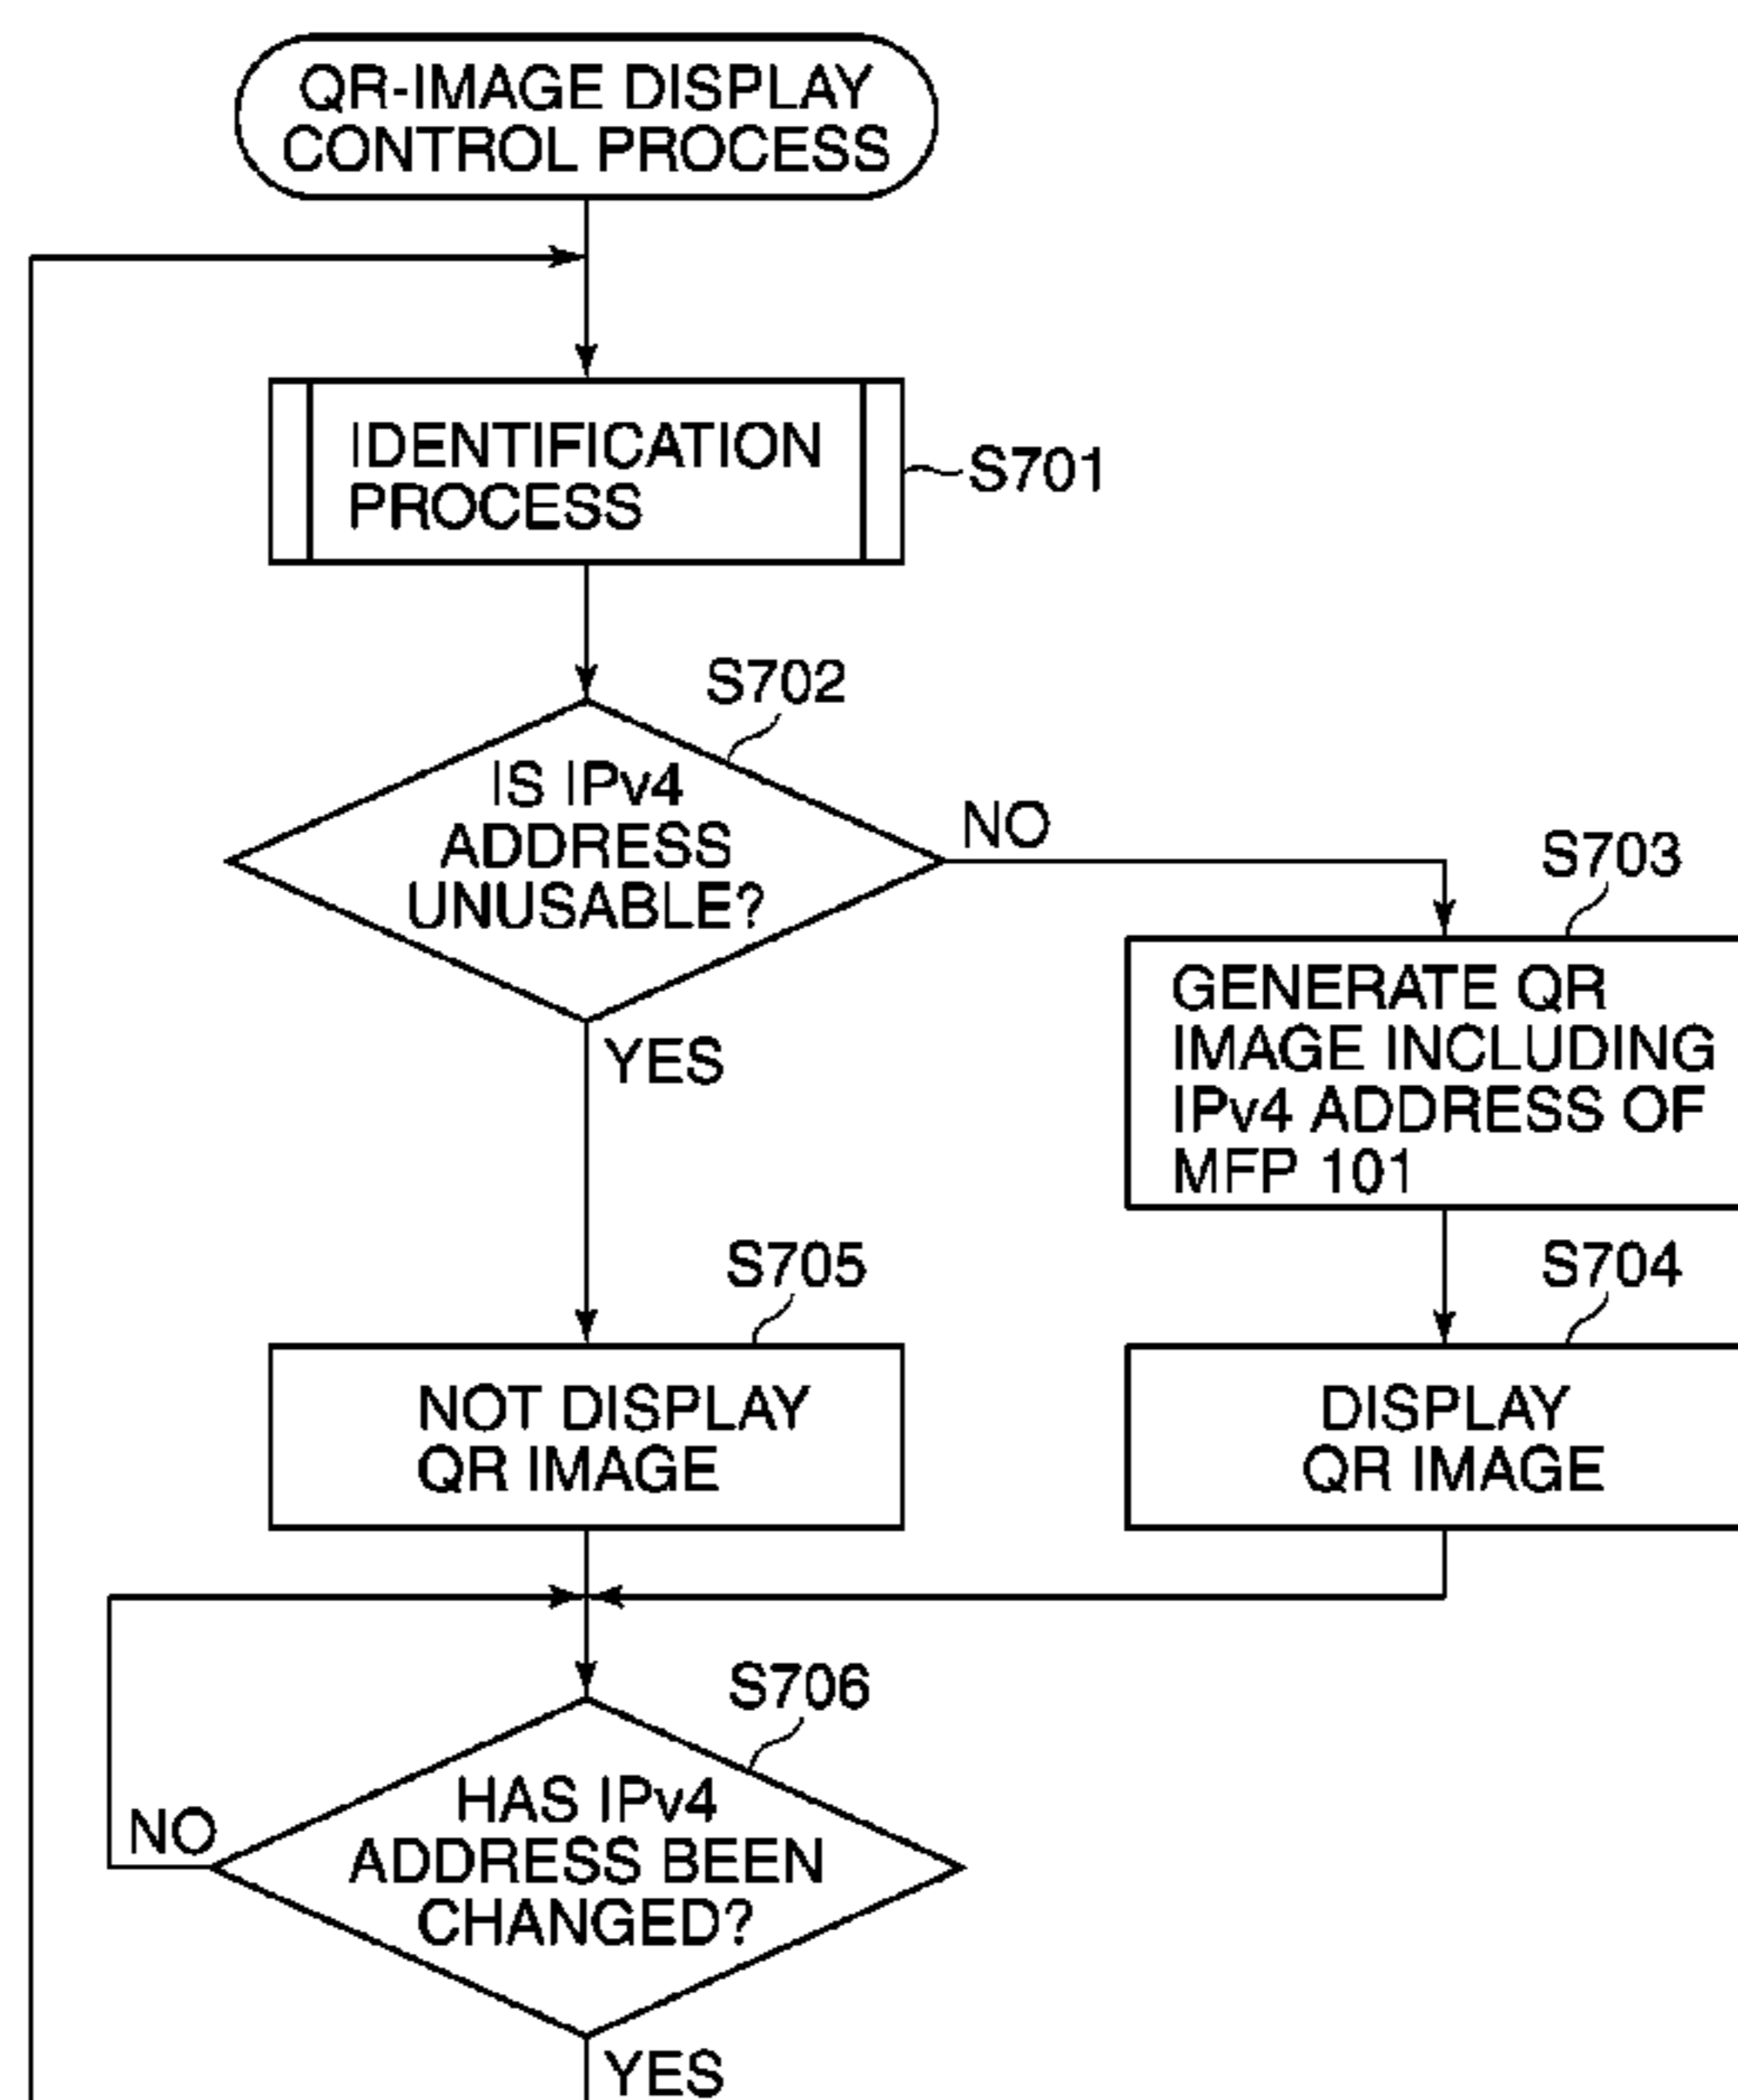 QR-IMAGE DISPLAY
CONTROL PROCESS
IDENTIFICATION
PROCESS
S701
S702
IS IPv4
ADDRESS
UNUSABLE?
NO
YES
S703
GENERATE QR
IMAGE INCLUDING
IPv4 ADDRESS OF
MFP 101
S705
NOT DISPLAY
QR IMAGE
S704
DISPLAY
QR IMAGE
S706
HAS IPv4
ADDRESS BEEN
CHANGED?
NO
YES